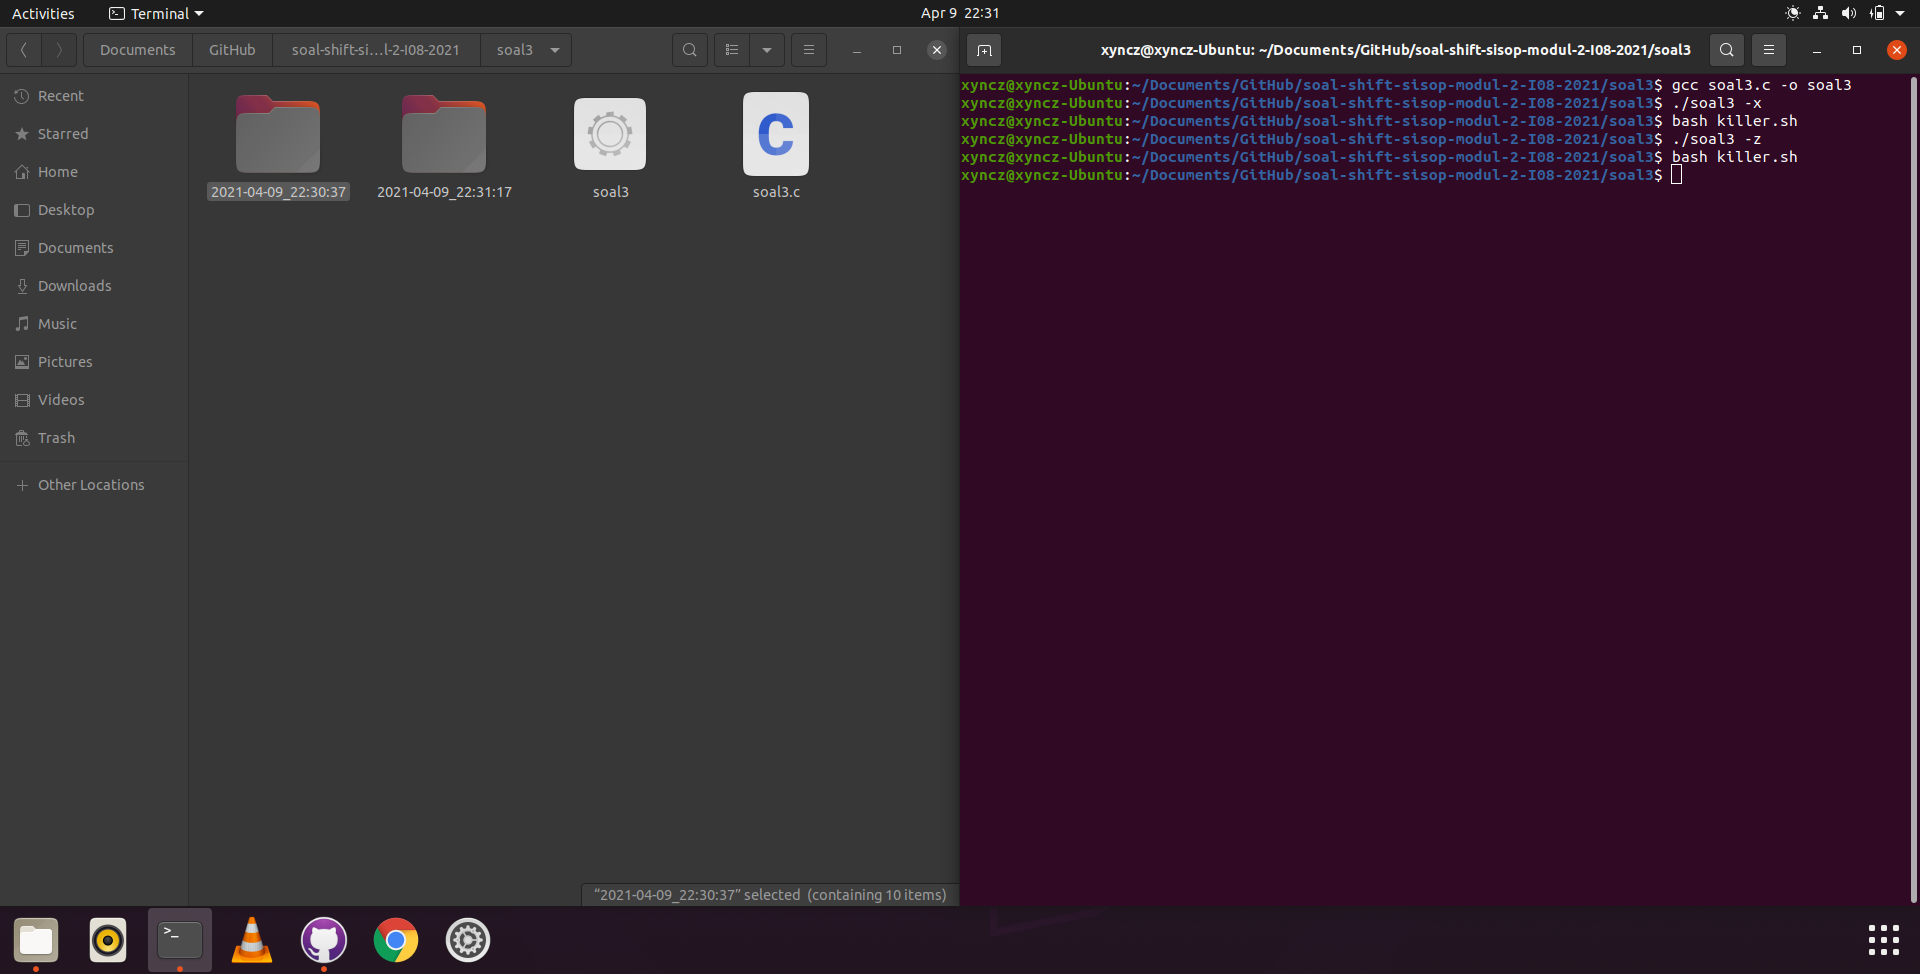 Activities
Terminal
Apr 9 22:31
Documents
GitHub
soal-shift-si...l-2-I08-2021
soal3
xyncz@xyncz-Ubuntu: ~/Documents/GitHub/soal-shift-sisop-modul-2-I08-2021/soal3
Recent
Starred
Home
Desktop
Documents
Downloads
Music
Pictures
Videos
Trash
Other Locations
2021-04-09_22:30:37
2021-04-09_22:31:17
soal3
soal3.c
C
"2021-04-09_22:30:37" selected (containing 10 items)
xyncz@xyncz-Ubuntu:~/Documents/GitHub/soal-shift-sisop-modul-2-I08-2021/soal3$ gcc soal3.c -o soal3
xyncz@xyncz-Ubuntu:~/Documents/GitHub/soal-shift-sisop-modul-2-I08-2021/soal3$ ./soal3 -x
xyncz@xyncz-Ubuntu:~/Documents/GitHub/soal-shift-sisop-modul-2-I08-2021/soal3$ bash killer.sh
xyncz@xyncz-Ubuntu:~/Documents/GitHub/soal-shift-sisop-modul-2-I08-2021/soal3$ ./soal3 -z
xyncz@xyncz-Ubuntu:~/Documents/GitHub/soal-shift-sisop-modul-2-I08-2021/soal3$ bash killer.sh
xyncz@xyncz-Ubuntu:~/Documents/GitHub/soal-shift-sisop-modul-2-I08-2021/soal3$